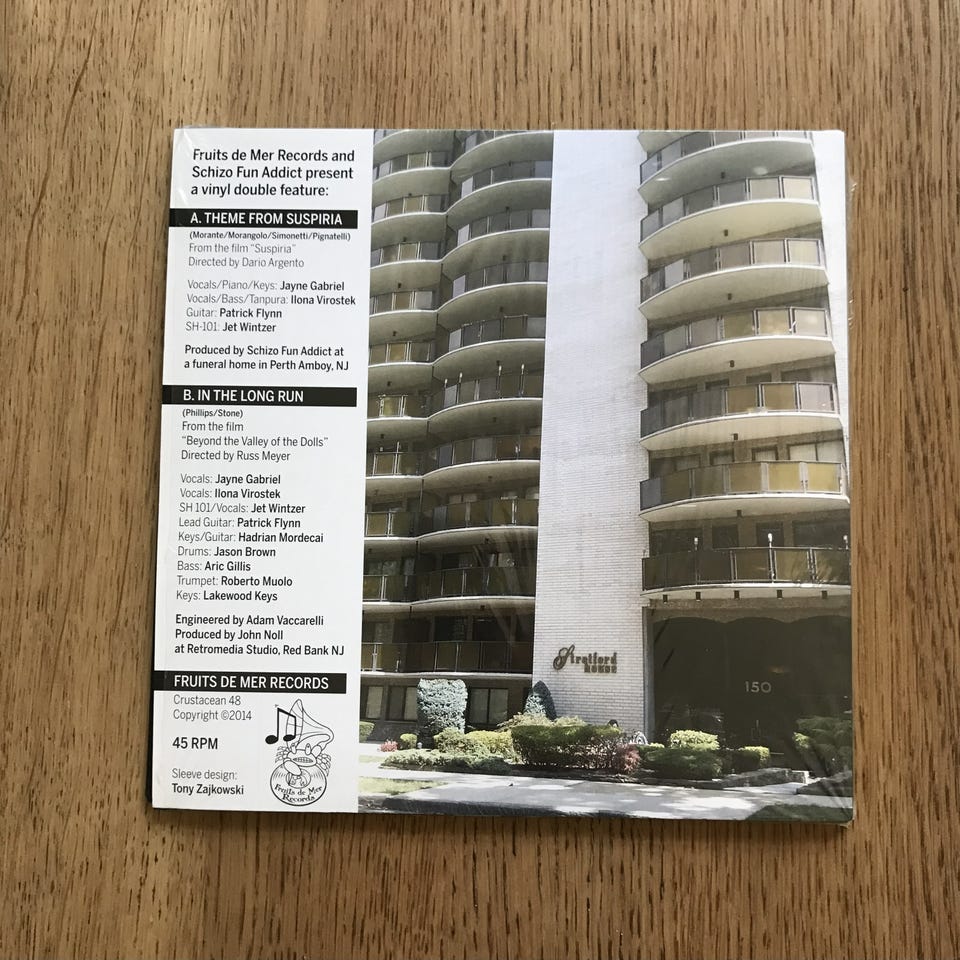 Fruits de Mer Records and
Schizo Fun Addict present
a vinyl double feature:
A. THEME FROM SUSPIRIA
(Morante/Morangolo/Simonetti/Pignatelli)
From the film "Suspiria"
Directed by Dario Argento
Vocals/Piano/Keys: Jayne Gabriel
Vocals/Bass/Tanpura: Ilona Virostek
Guitar: Patrick Flynn
SH-101: Jet Wintzer
Produced by Schizo Fun Addict at
a funeral home in Perth Amboy, NJ
B. IN THE LONG RUN
(Phillips/Stone)
From the film
"Beyond the Valley of the Dolls"
Directed by Russ Meyer
Vocals: Jayne Gabriel
Vocals: Ilona Virostek
SH 101/Vocals: Jet Wintzer
Lead Guitar: Patrick Flynn
Keys/Guitar: Hadrian Mordecai
Drums: Jason Brown
Bass: Aric Gillis
Trumpet: Roberto Muolo
Keys: Lakewood Keys
Engineered by Adam Vaccarelli
Produced by John Noll
at Retromedia Studio, Red Bank NJ
FRUITS DE MER RECORDS
Crustacean 48
Copyright ©2014
45 RPM
Sleeve design:
Tony Zajkowski
Fruits de Mer
Records
Stratford
HOUSE
150